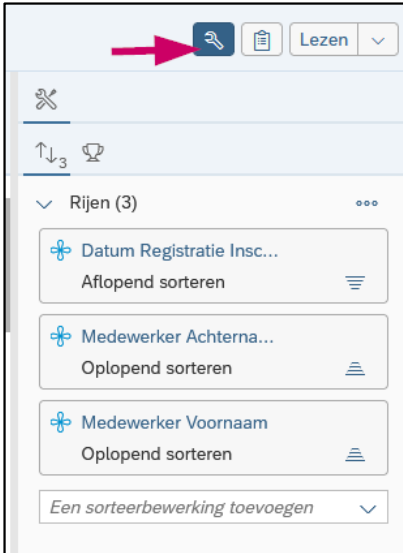 Lezen
3
Rijen (3)
Datum Registratie Insc...
Aflopend sorteren
Medewerker Achterna...
Oplopend sorteren
Medewerker Voornaam
Oplopend sorteren
Een sorteerbewerking toevoegen